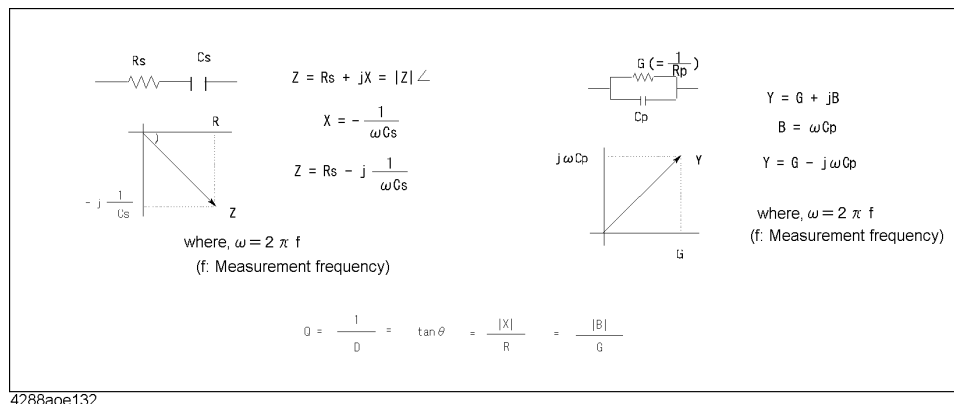 Rs Cs
Z = Rs + jX = |Z| ∠
X = - 1 / ωCs
Z = Rs - j 1 / ωCs
R
- j 1 / Cs
Z
where, ω = 2 π f
(f: Measurement frequency)
G (= 1 / Rp)
Cp
Y = G + jB
B = ωCp
Y = G - jωCp
jωCp
Y
G
where, ω = 2 π f
(f: Measurement frequency)
Q = 1 / D = tan θ = |X| / R = |B| / G
4288aoe132